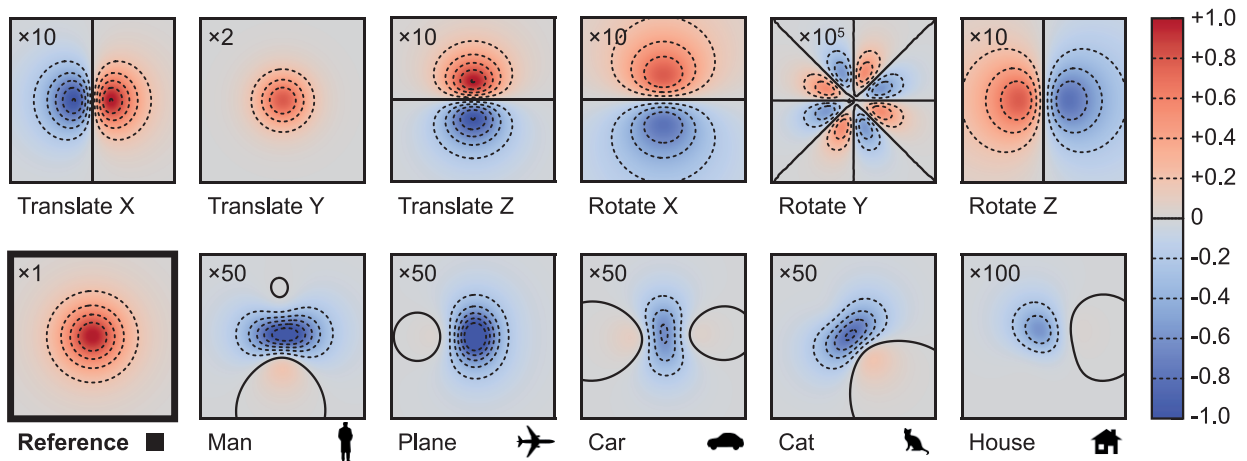 ×10 ×2 ×10 ×10 ×10⁵ ×10
Translate X Translate Y Translate Z Rotate X Rotate Y Rotate Z
×1 ×50 ×50 ×50 ×50 ×100
Reference Man Plane Car Cat House
+1.0
+0.8
+0.6
+0.4
+0.2
0
-0.2
-0.4
-0.6
-0.8
-1.0